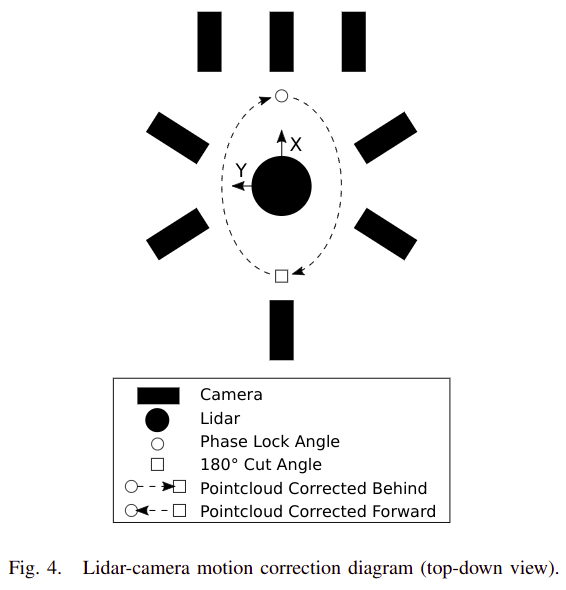 X
Y
Camera
Lidar
Phase Lock Angle
180° Cut Angle
Pointcloud Corrected Behind
Pointcloud Corrected Forward
Fig. 4. Lidar-camera motion correction diagram (top-down view).